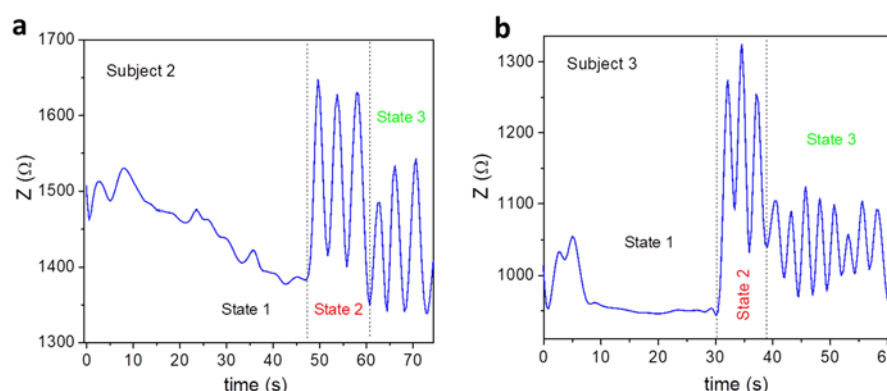 a
Subject 2
State 1
State 2
State 3
Z (Ω)
1700
1600
1500
1400
1300
0 10 20 30 40 50 60 70
time (s)
b
Subject 3
State 1
State 2
State 3
Z (Ω)
1300
1200
1100
1000
0 10 20 30 40 50 60
time (s)